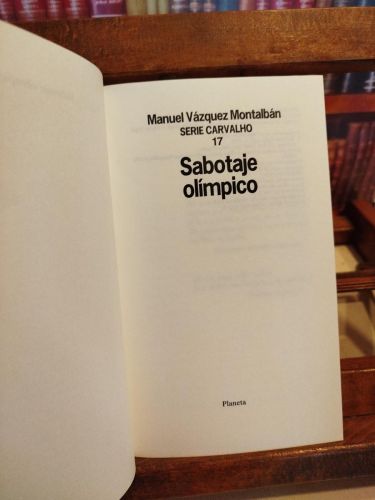 Manuel Vázquez Montalbán
SERIE CARVALHO
17
Sabotaje
olímpico
Planeta